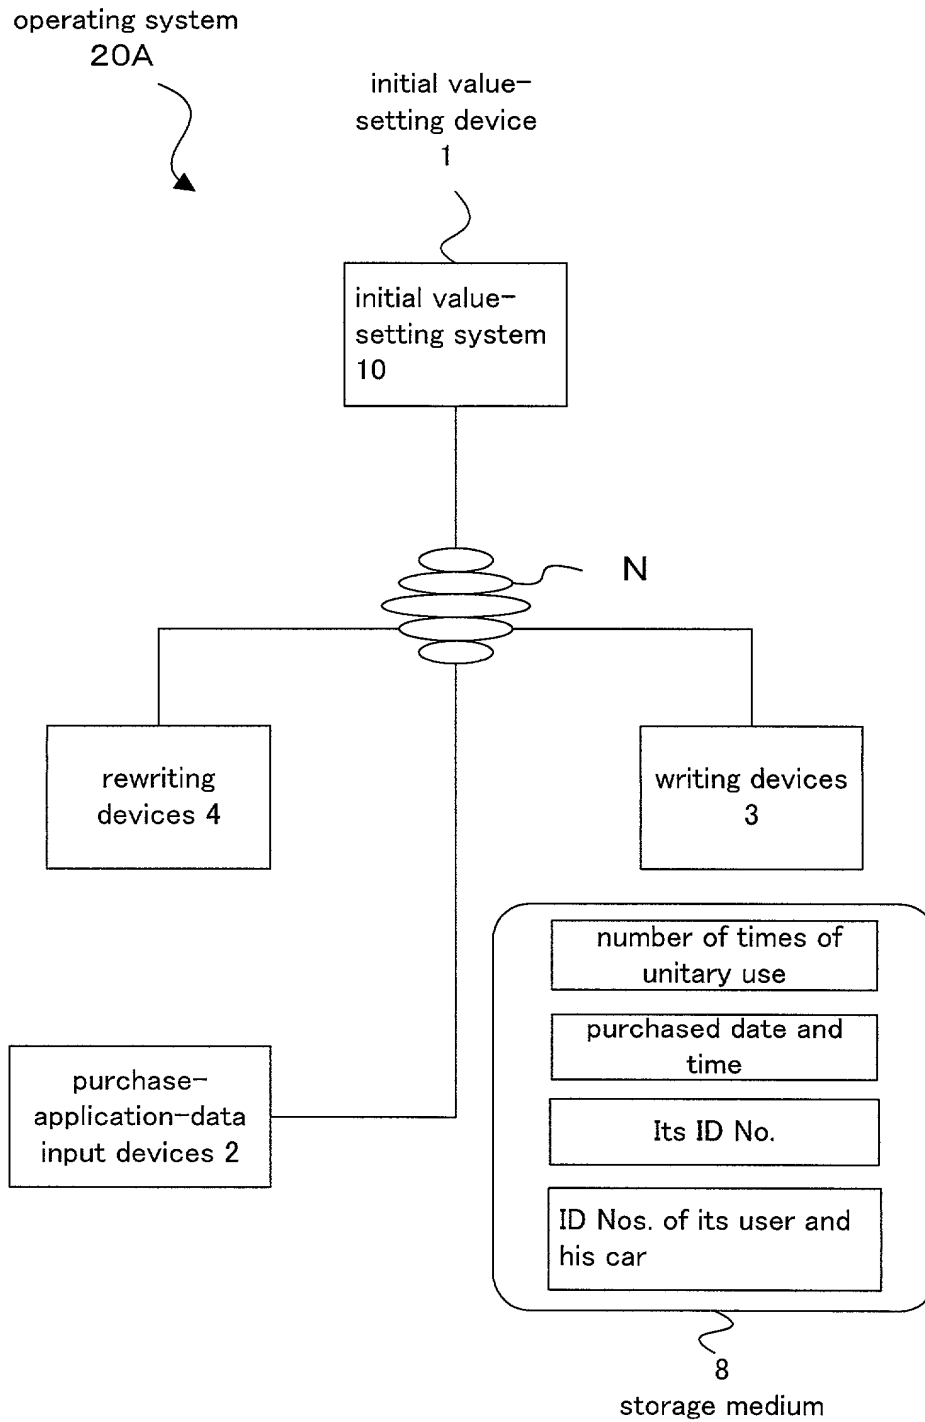 operating system
20A
initial value-
setting device
1
initial value-
setting system
10
N
rewriting
devices 4
writing devices
3
number of times of
unitary use
purchased date and
time
purchase-
application-data
input devices 2
Its ID No.
ID Nos. of its user and
his car
8
storage medium